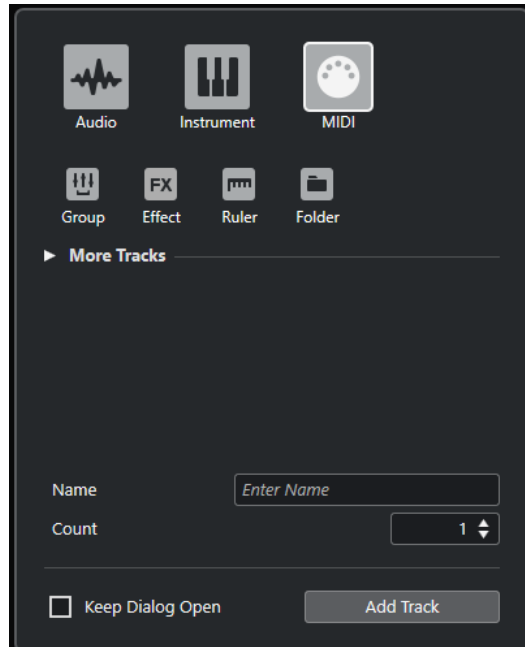 Audio Instrument MIDI
FX
Group Effect Ruler Folder
More Tracks
Name Enter Name
Count 1
Keep Dialog Open Add Track